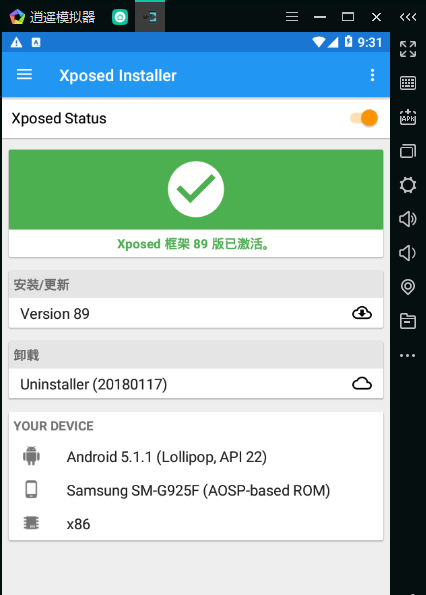 逍遥模拟器
9:31
Xposed Installer
Xposed Status
Xposed 框架 89 版已激活。
安装/更新
Version 89
卸载
Uninstaller (20180117)
YOUR DEVICE
Android 5.1.1 (Lollipop, API 22)
Samsung SM-G925F (AOSP-based ROM)
x86
APK